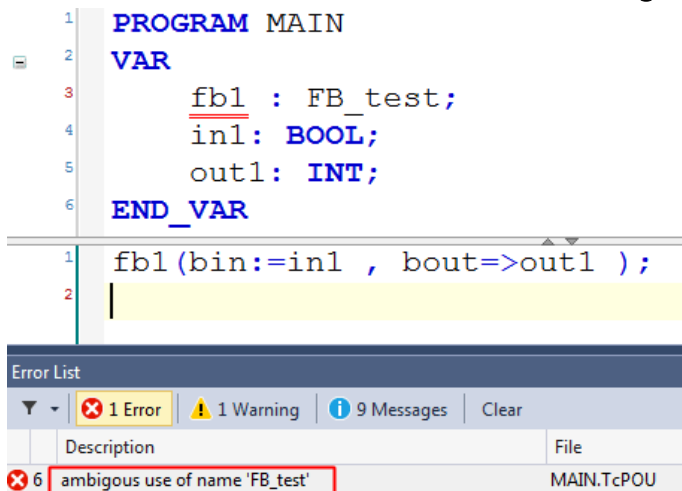 1 PROGRAM MAIN
2 VAR
3 fb1 : FB_test;
4 in1: BOOL;
5 out1: INT;
6 END_VAR
1 fb1(bin:=in1 , bout=>out1 );
2
Error List
1 Error 1 Warning 9 Messages Clear
Description File
6 ambigous use of name 'FB_test' MAIN.TcPOU